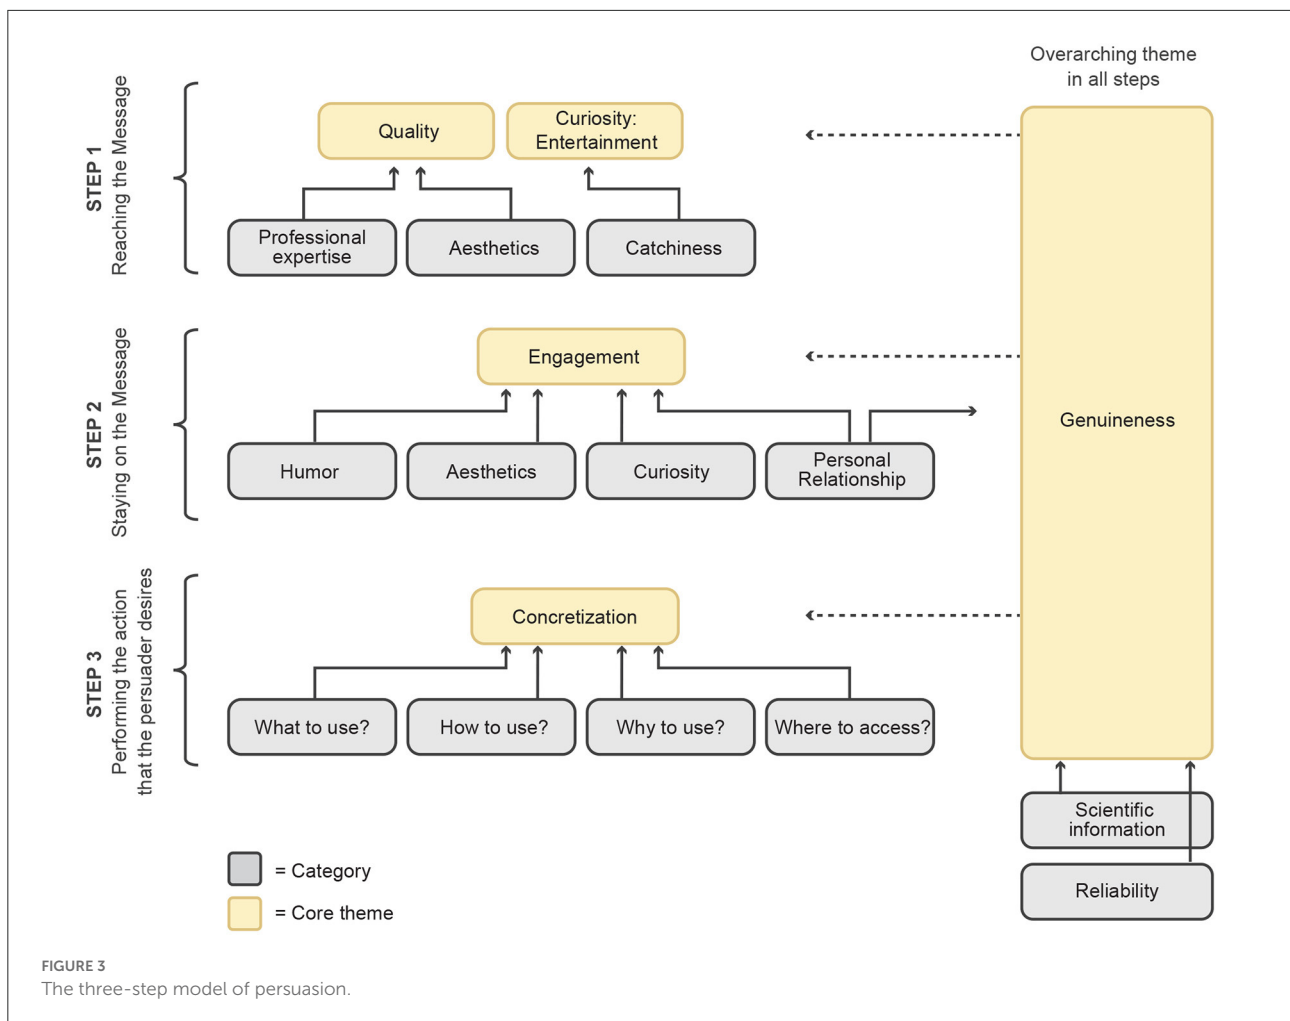 Overarching theme
in all steps
STEP 1
Reaching the Message
Quality
Curiosity:
Entertainment
Professional
expertise
Aesthetics
Catchiness
STEP 2
Staying on the Message
Engagement
Humor
Aesthetics
Curiosity
Personal
Relationship
Genuineness
STEP 3
Performing the action
that the persuader desires
Concretization
What to use?
How to use?
Why to use?
Where to access?
Scientific
information
Reliability
= Category
= Core theme
FIGURE 3
The three-step model of persuasion.